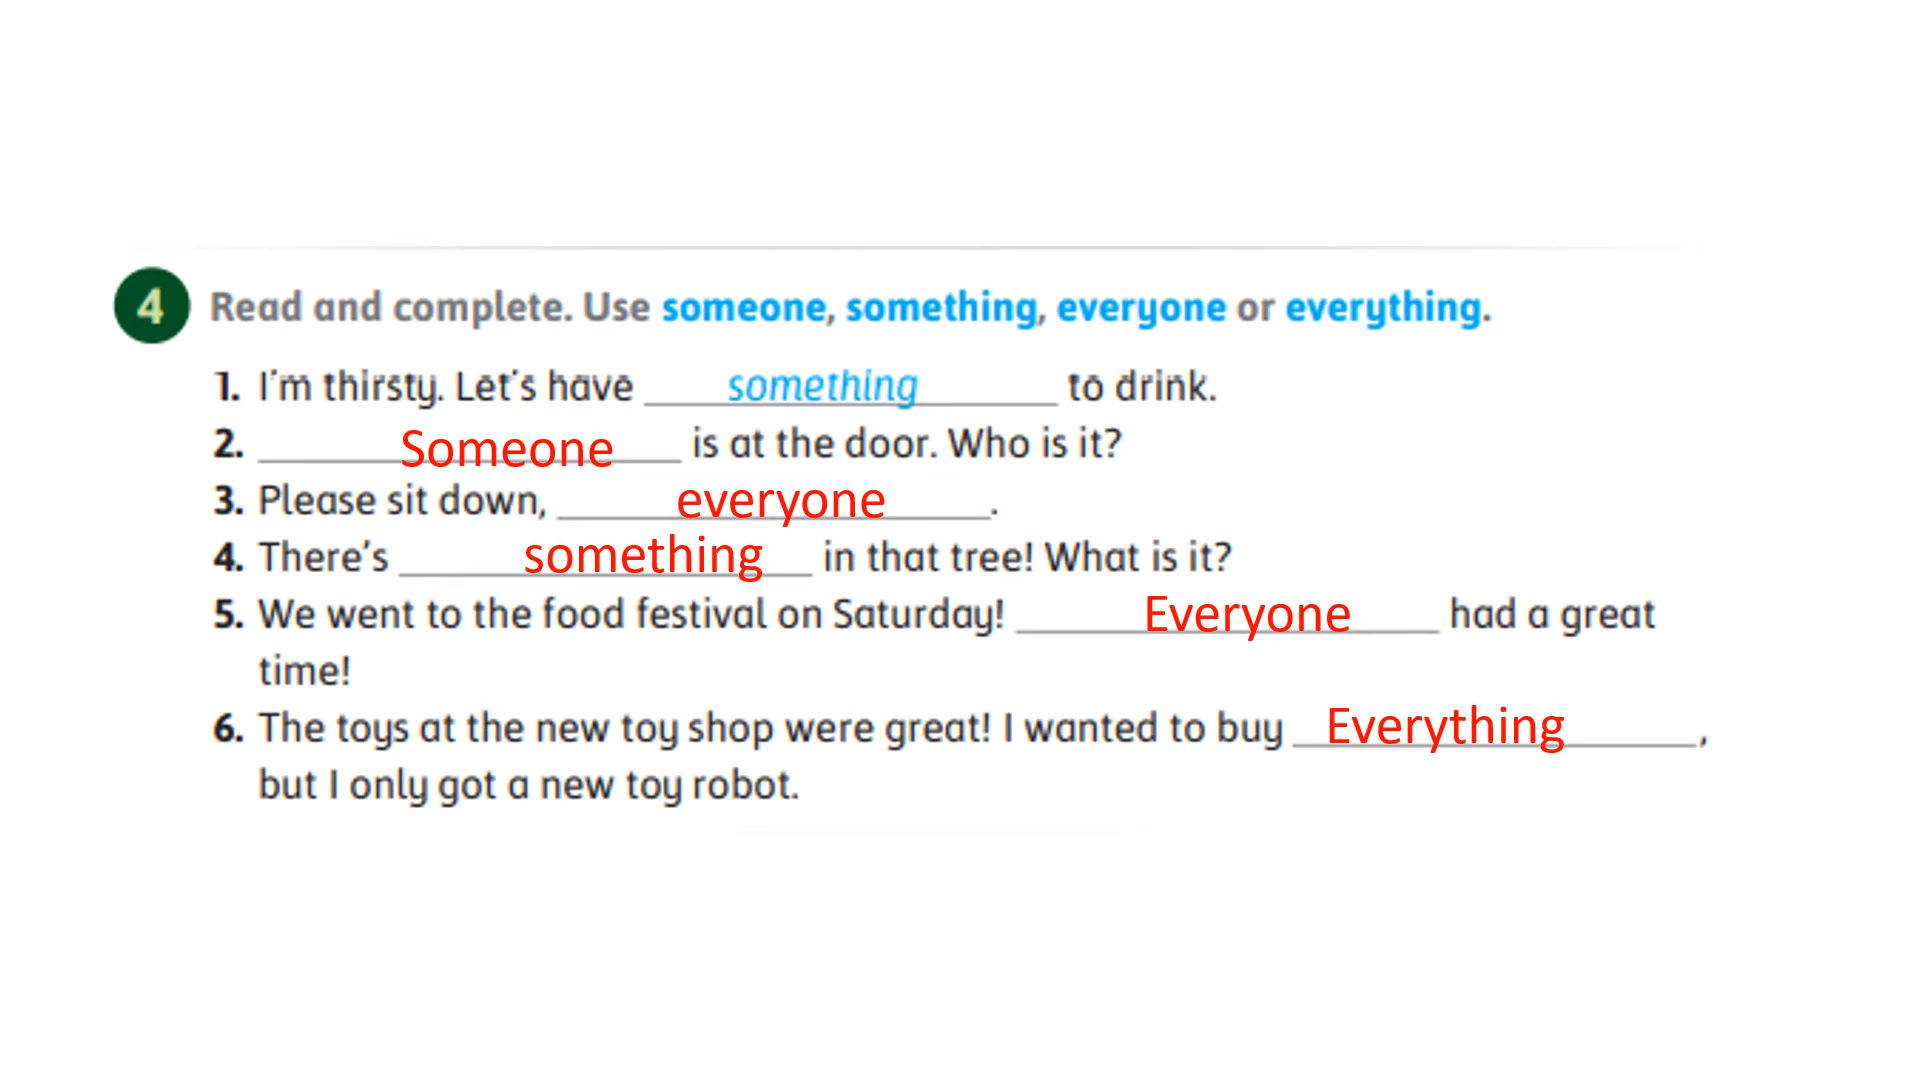 4 Read and complete. Use someone, something, everyone or everything.
1. I'm thirsty. Let's have something to drink.
2. Someone is at the door. Who is it?
3. Please sit down, everyone.
4. There's something in that tree! What is it?
5. We went to the food festival on Saturday! Everyone had a great
time!
6. The toys at the new toy shop were great! I wanted to buy Everything,
but I only got a new toy robot.